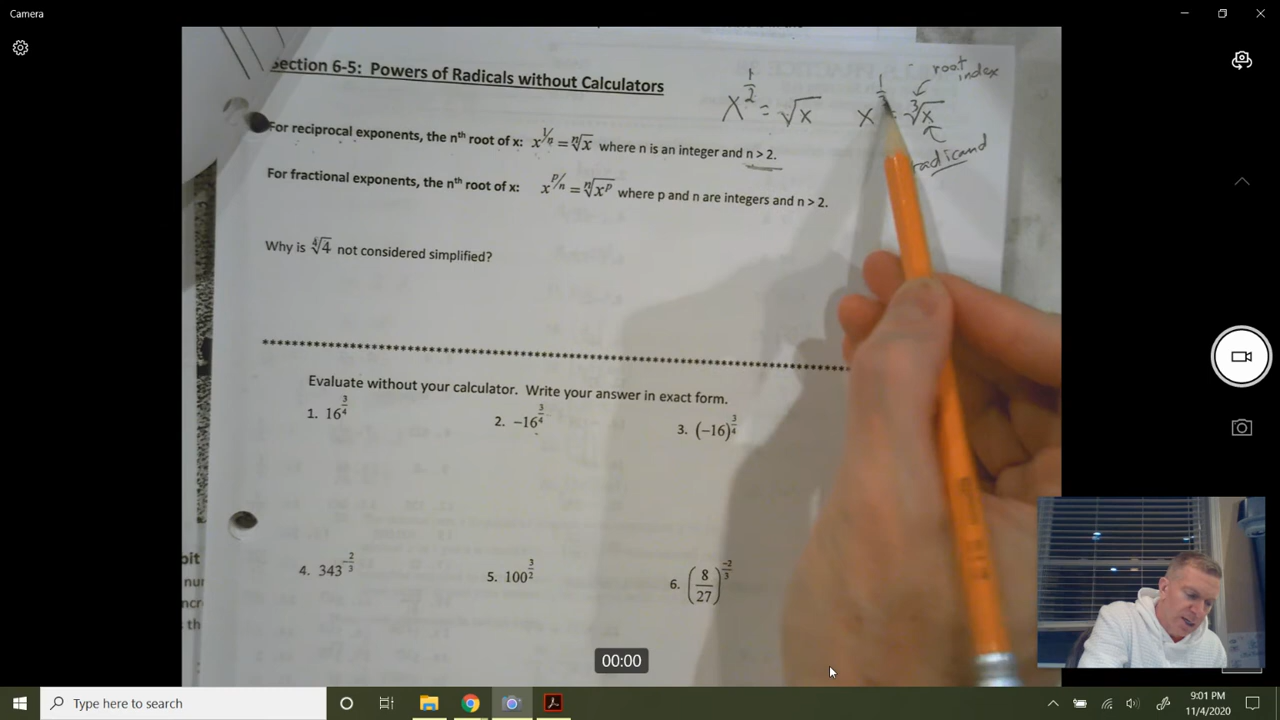 Camera
Section 6-5: Powers of Radicals without Calculators
x^{1/2} = √x
x^{1/3} = ∛x
root index
radicand
For reciprocal exponents, the nth root of x: x^{1/n} = ⁿ√x where n is an integer and n > 2.
For fractional exponents, the nth root of x: x^{p/n} = ⁿ√(x^p) where p and n are integers and n > 2.
Why is ⁴√4 not considered simplified?
************************************************
Evaluate without your calculator. Write your answer in exact form.
1. 16^{3/4} 2. −16^{3/4} 3. (−16)^{3/4}
bit
nur
ncr
th
4. 343^{-2/3} 5. 100^{3/2} 6. (8/27)^{-2/3}
00:00
Type here to search
9:01 PM
11/4/2020